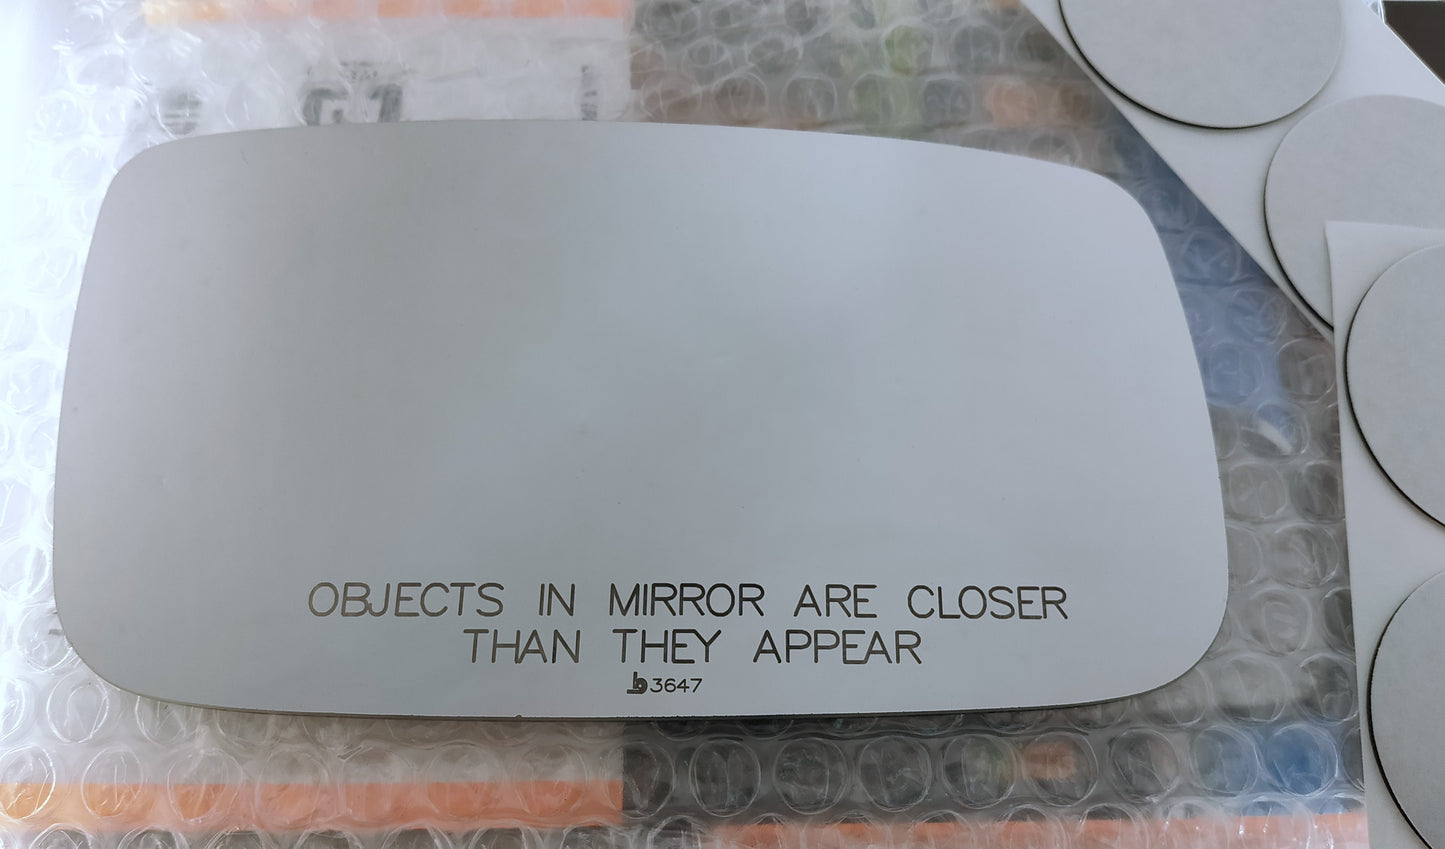 OBJECTS IN MIRROR ARE CLOSER
THAN THEY APPEAR
b 3647